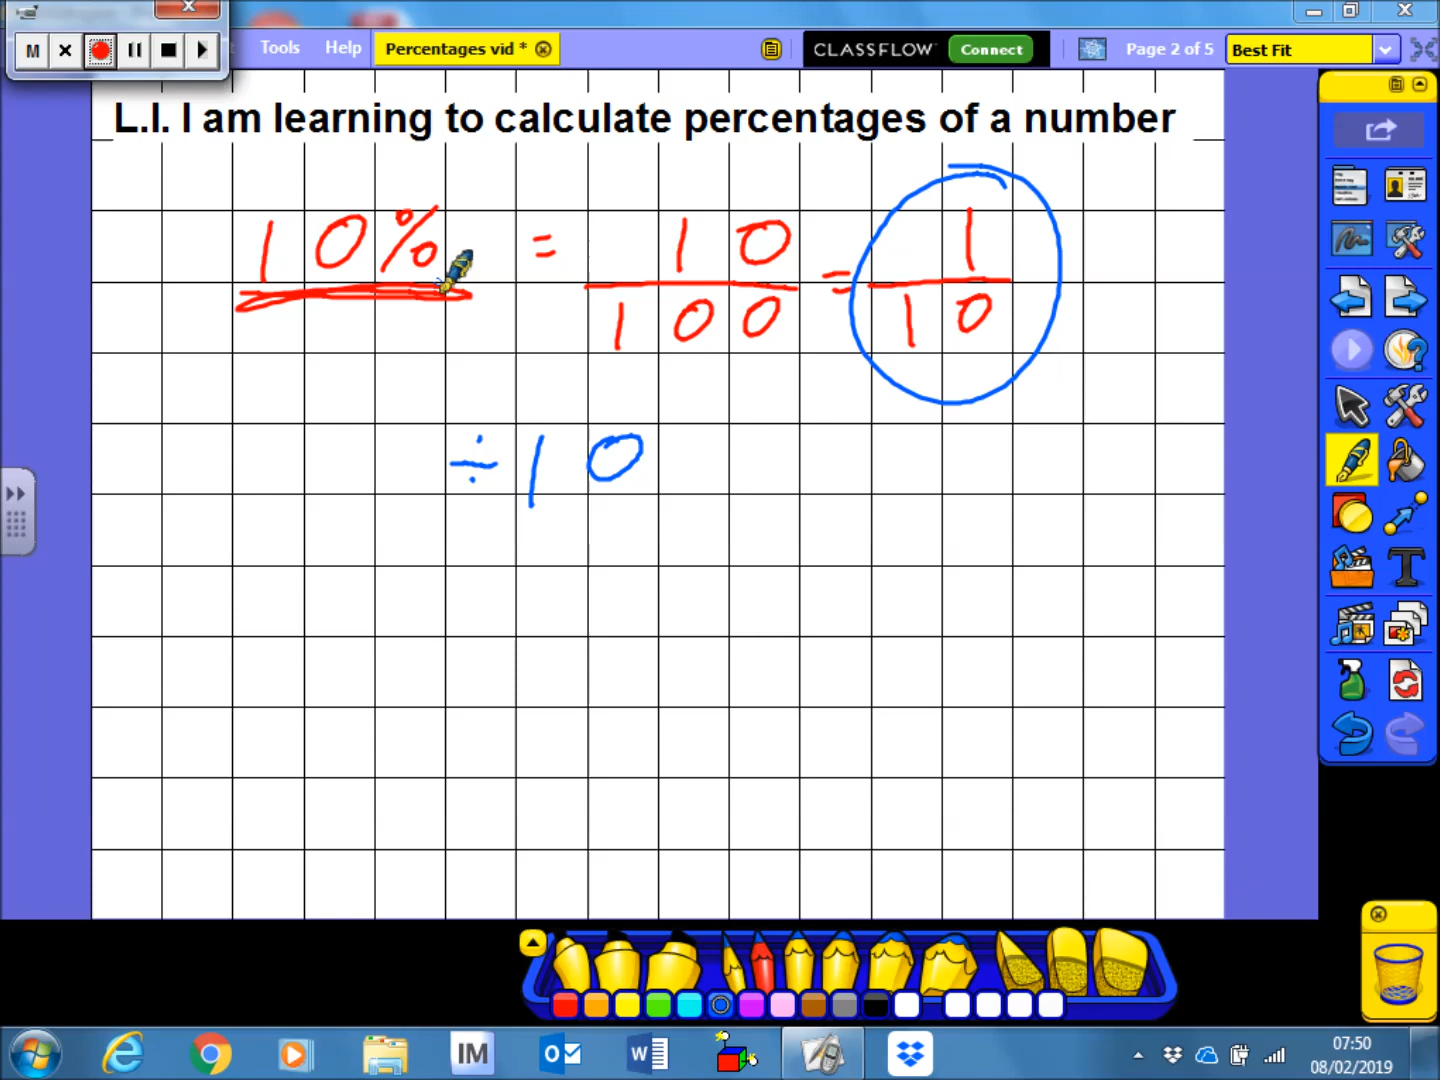 M
Tools Help Percentages vid * CLASSFLOW Connect Page 2 of 5 Best Fit
L.I. I am learning to calculate percentages of a number
10% = 10/100 = 1/10
÷10
IM
07:50
08/02/2019